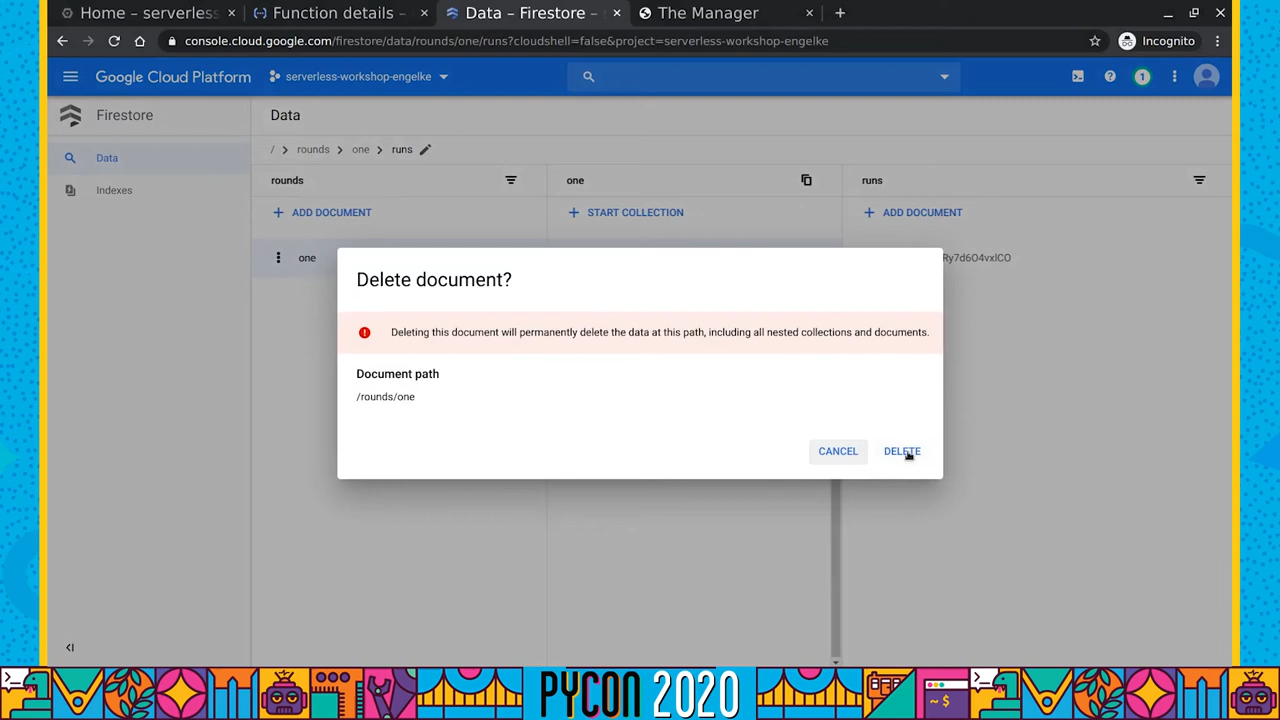 Home – serverless
Function details –
Data – Firestore –
The Manager
console.cloud.google.com/firestore/data/rounds/one/runs?cloudshell=false&project=serverless-workshop-engelke
Incognito
Google Cloud Platform
serverless-workshop-engelke
1
Firestore
Data
Indexes
Data
/ rounds one runs
rounds
one
runs
ADD DOCUMENT
START COLLECTION
ADD DOCUMENT
one
Ry7d6O4vxlCO
Delete document?
Deleting this document will permanently delete the data at this path, including all nested collections and documents.
Document path
/rounds/one
CANCEL
DELETE
PYCON 2020
>_
~$